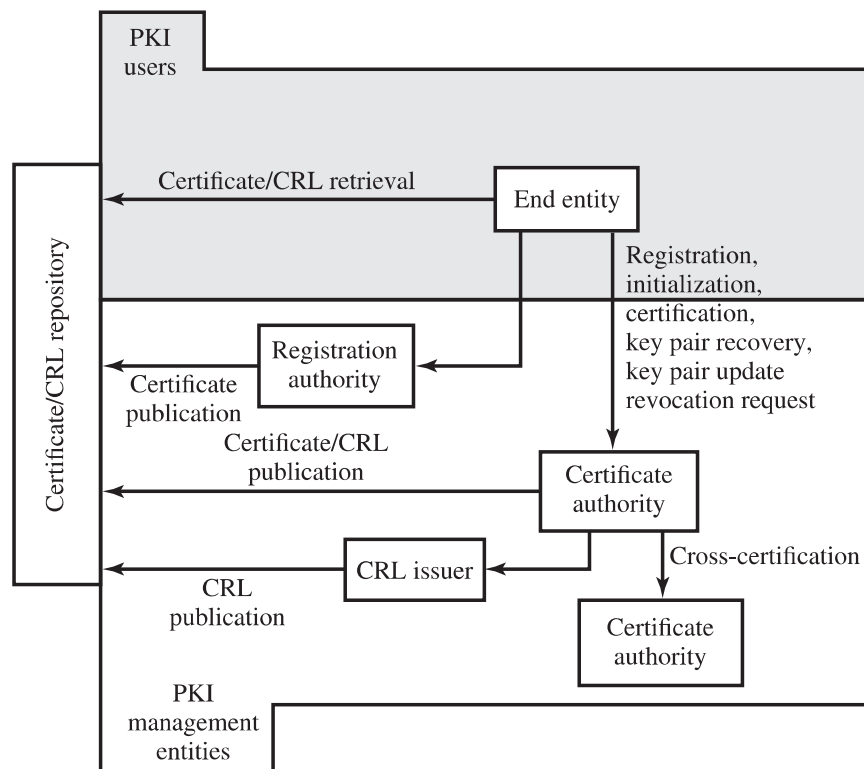 PKI
users
Certificate/CRL retrieval
End entity
Certificate/CRL repository
Registration,
initialization,
certification,
key pair recovery,
key pair update
revocation request
Registration
authority
Certificate
publication
Certificate/CRL
publication
Certificate
authority
CRL issuer
Cross-certification
CRL
publication
Certificate
authority
PKI
management
entities